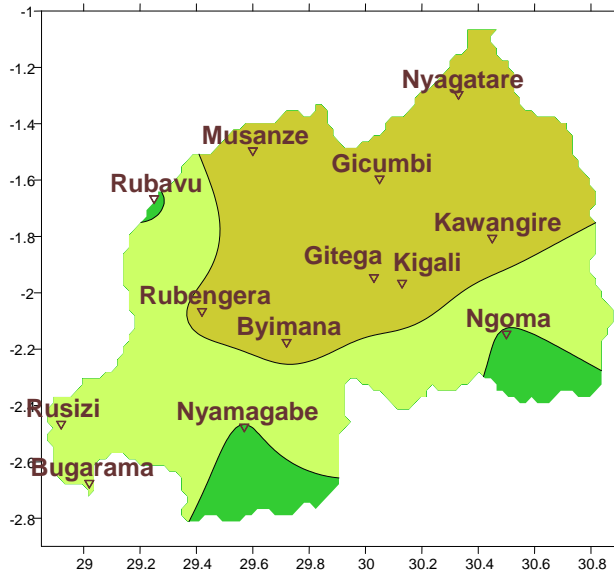 -1
-1.2
-1.4
-1.6
-1.8
-2
-2.2
-2.4
-2.6
-2.8
Nyagatare
Musanze
Gicumbi
Rubavu
Kawangire
Gitega
Kigali
Rubengera
Byimana
Ngoma
Rusizi
Nyamagabe
Bugarama
29
29.2
29.4
29.6
29.8
30
30.2
30.4
30.6
30.8